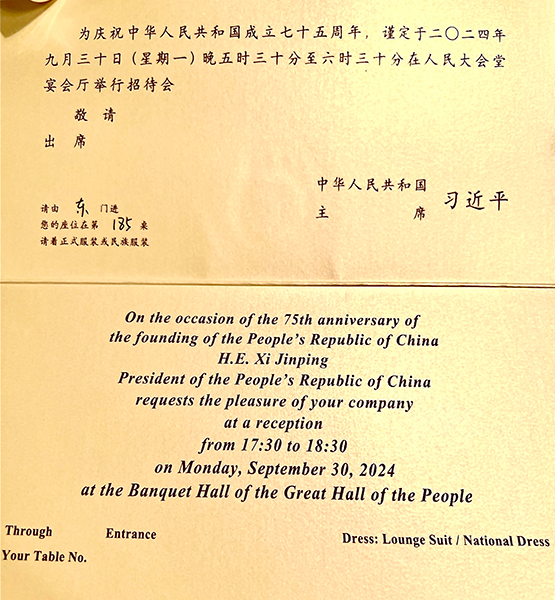 为庆祝中华人民共和国成立七十五周年，谨定于二〇二四年
九月三十日（星期一）晚五时三十分至六时三十分在人民大会堂
宴会厅举行招待会
敬请
出席
中华人民共和国
主席 习近平
请由 东 门进
您的座位在第 185 桌
请着正式服装或民族服装
On the occasion of the 75th anniversary of
the founding of the People's Republic of China
H.E. Xi Jinping
President of the People's Republic of China
requests the pleasure of your company
at a reception
from 17:30 to 18:30
on Monday, September 30, 2024
at the Banquet Hall of the Great Hall of the People
Through Entrance
Your Table No.
Dress: Lounge Suit / National Dress